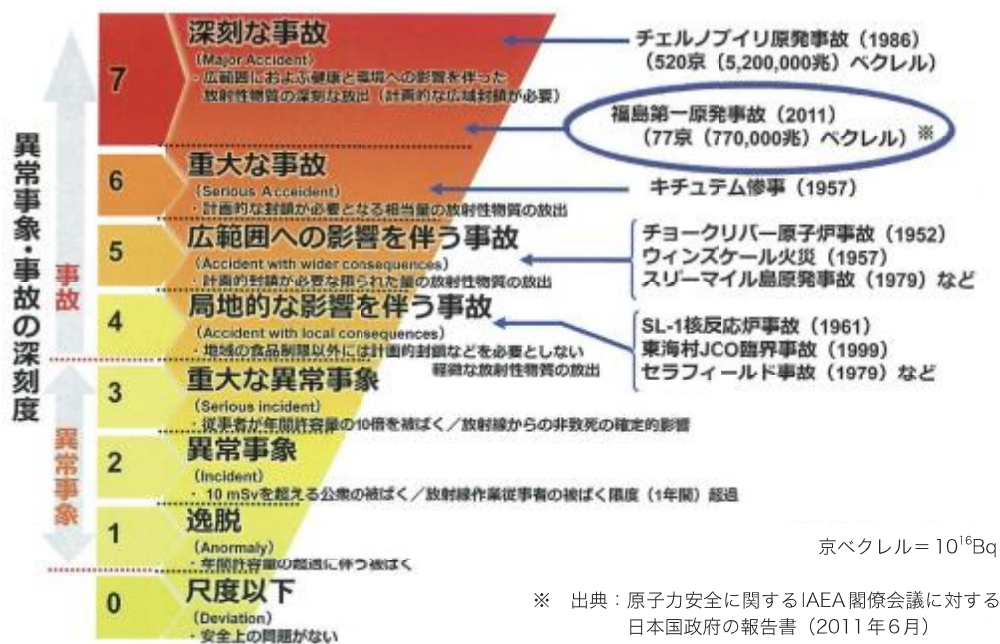 異常事象・事故の深刻度
事故
異常事象
7
深刻な事故
(Major Accident)
・広範囲におよぶ健康と環境への影響を伴った
放射性物質の深刻な放出（計画的な広域封鎖が必要）
チェルノブイリ原発事故（1986）
（520京（5,200,000兆）ベクレル）
福島第一原発事故（2011）
（77京（770,000兆）ベクレル）※
6
重大な事故
(Serious Acceident)
・計画的な封鎖が必要となる相当量の放射性物質の放出
キチュテム惨事（1957）
5
広範囲への影響を伴う事故
(Accident with wider consequences)
・計画的封鎖が必要な限られた量の放射性物質の放出
チョークリバー原子炉事故（1952）
ウィンズケール火災（1957）
スリーマイル島原発事故（1979）など
4
局地的な影響を伴う事故
(Accident with local consequences)
・地域の食品制限以外には計画的封鎖などを必要としない
軽微な放射性物質の放出
SL-1核反応炉事故（1961）
東海村JCO臨界事故（1999）
セラフィールド事故（1979）など
3
重大な異常事象
(Serious incident)
・従事者が年間許容量の10倍を被ばく／放射線からの非致死の確定的影響
2
異常事象
(Incident)
・10 mSvを超える公衆の被ばく／放射線作業従事者の被ばく限度（1年間）超過
1
逸脱
(Anormaly)
・年間許容量の超過に伴う被ばく
0
尺度以下
(Deviation)
・安全上の問題がない
京ベクレル＝10¹⁶Bq
※　出典：原子力安全に関するIAEA閣僚会議に対する
日本国政府の報告書（2011年6月）